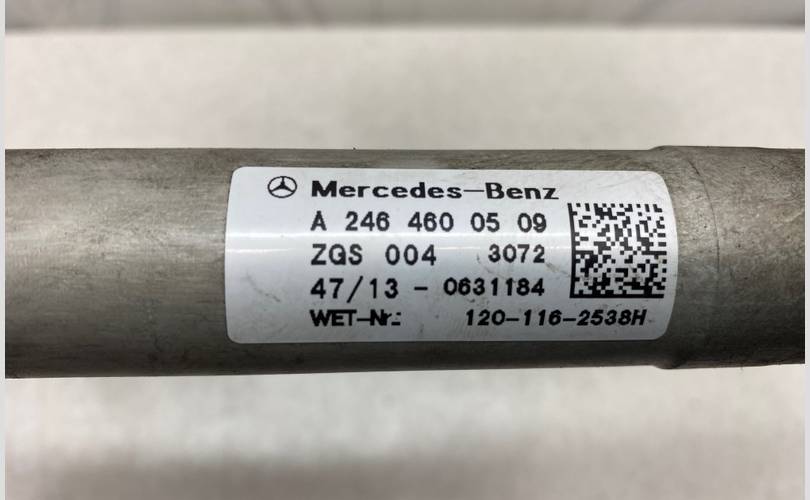 Mercedes-Benz
A 246 460 05 09
ZGS 004 3072
47/13 - 0631184
WET-Nr.: 120-116-2538H